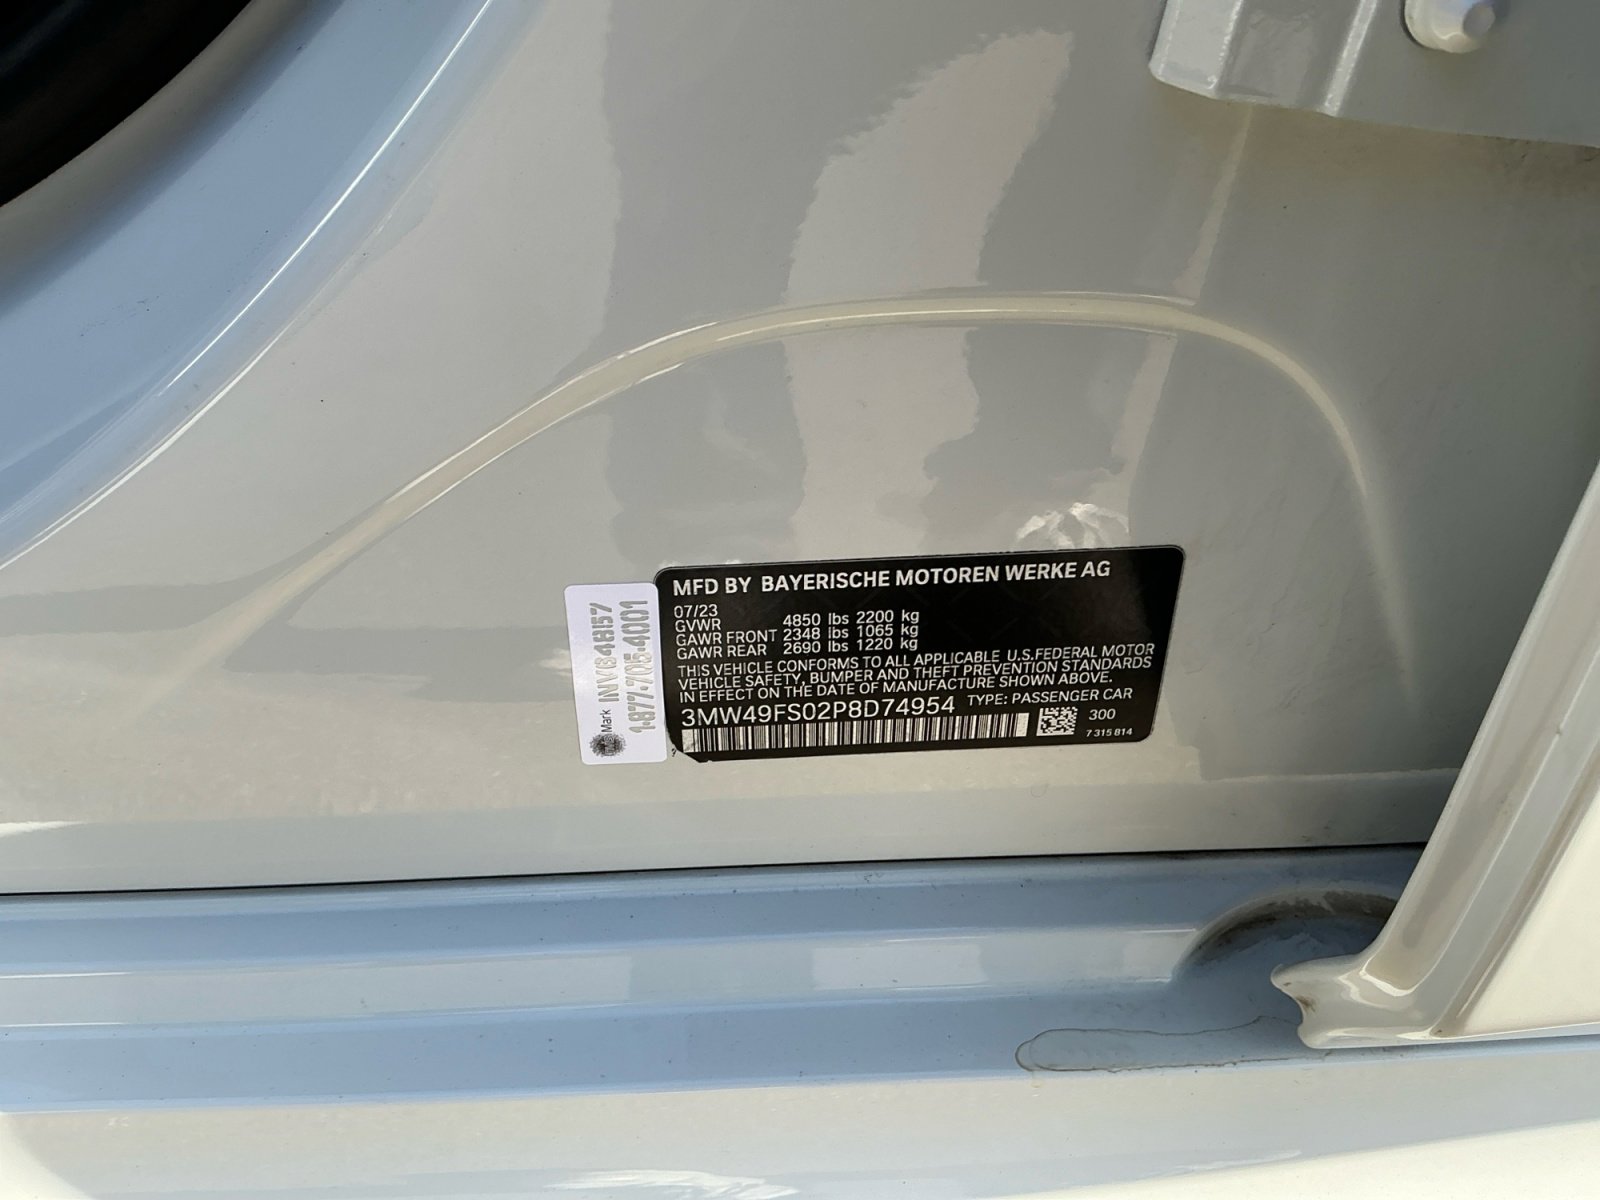 MFD BY BAYERISCHE MOTOREN WERKE AG
07/23
GVWR 4850 lbs 2200 kg
GAWR FRONT 2348 lbs 1065 kg
GAWR REAR 2690 lbs 1220 kg
THIS VEHICLE CONFORMS TO ALL APPLICABLE U.S.FEDERAL MOTOR
VEHICLE SAFETY, BUMPER AND THEFT PREVENTION STANDARDS
IN EFFECT ON THE DATE OF MANUFACTURE SHOWN ABOVE.
3MW49FS02P8D74954 TYPE: PASSENGER CAR
300
7 315 814
Mark INV64857
1·877·705·4001